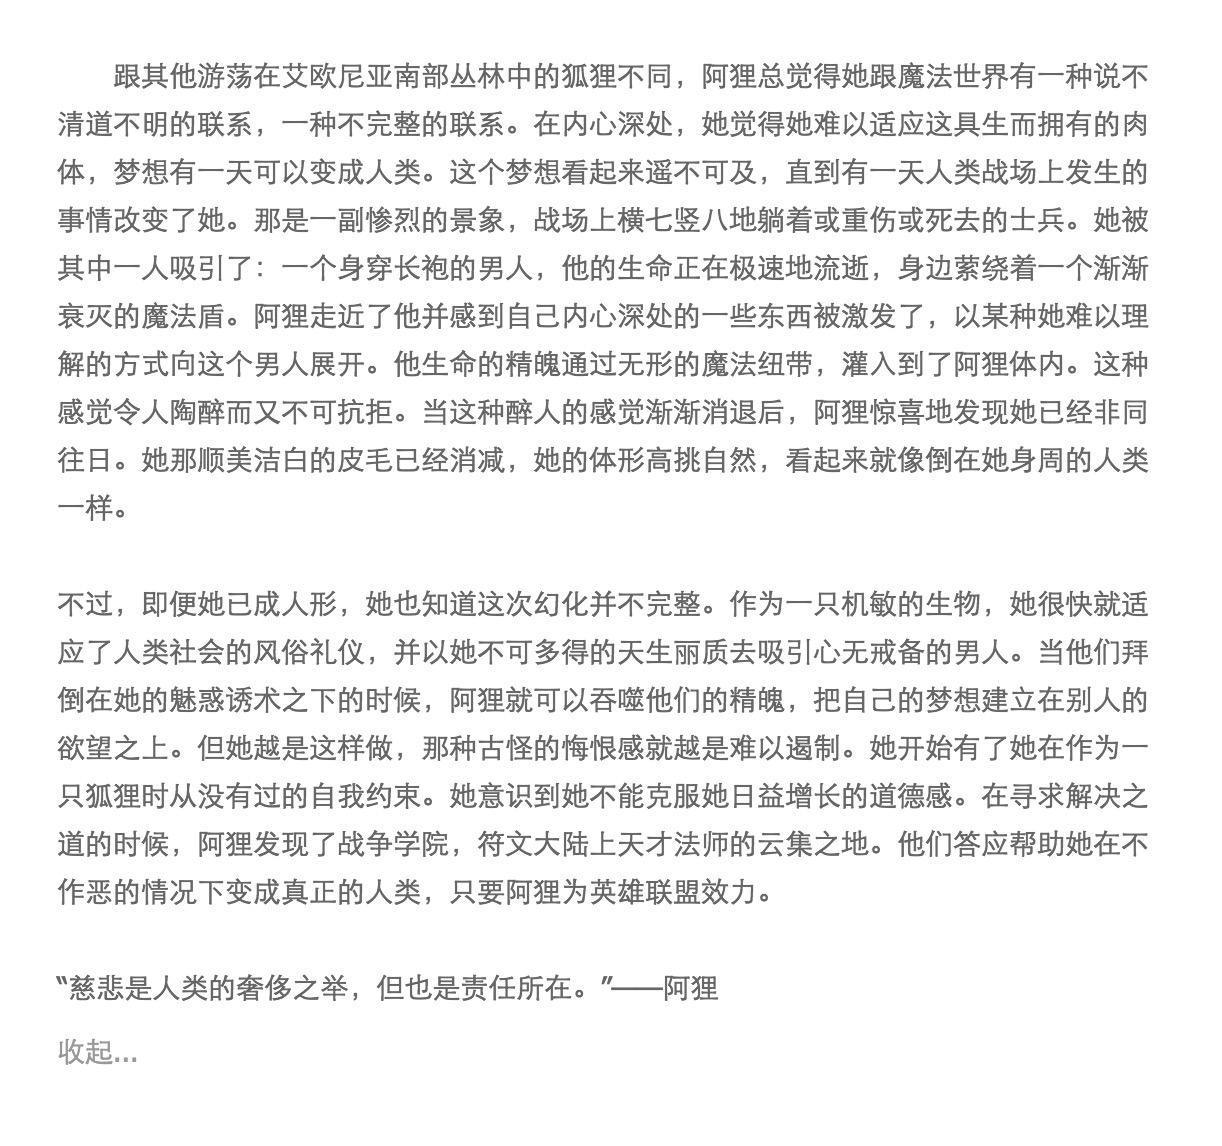 跟其他游荡在艾欧尼亚南部丛林中的狐狸不同，阿狸总觉得她跟魔法世界有一种说不
清道不明的联系，一种不完整的联系。在内心深处，她觉得她难以适应这具生而拥有的肉
体，梦想有一天可以变成人类。这个梦想看起来遥不可及，直到有一天人类战场上发生的
事情改变了她。那是一副惨烈的景象，战场上横七竖八地躺着或重伤或死去的士兵。她被
其中一人吸引了：一个身穿长袍的男人，他的生命正在极速地流逝，身边萦绕着一个渐渐
衰灭的魔法盾。阿狸走近了他并感到自己内心深处的一些东西被激发了，以某种她难以理
解的方式向这个男人展开。他生命的精魄通过无形的魔法纽带，灌入到了阿狸体内。这种
感觉令人陶醉而又不可抗拒。当这种醉人的感觉渐渐消退后，阿狸惊喜地发现她已经非同
往日。她那顺美洁白的皮毛已经消减，她的体形高挑自然，看起来就像倒在她身周的人类
一样。
不过，即便她已成人形，她也知道这次幻化并不完整。作为一只机敏的生物，她很快就适
应了人类社会的风俗礼仪，并以她不可多得的天生丽质去吸引心无戒备的男人。当他们拜
倒在她的魅惑诱术之下的时候，阿狸就可以吞噬他们的精魄，把自己的梦想建立在别人的
欲望之上。但她越是这样做，那种古怪的悔恨感就越是难以遏制。她开始有了她在作为一
只狐狸时从没有过的自我约束。她意识到她不能克服她日益增长的道德感。在寻求解决之
道的时候，阿狸发现了战争学院，符文大陆上天才法师的云集之地。他们答应帮助她在不
作恶的情况下变成真正的人类，只要阿狸为英雄联盟效力。
“慈悲是人类的奢侈之举，但也是责任所在。”——阿狸
收起...